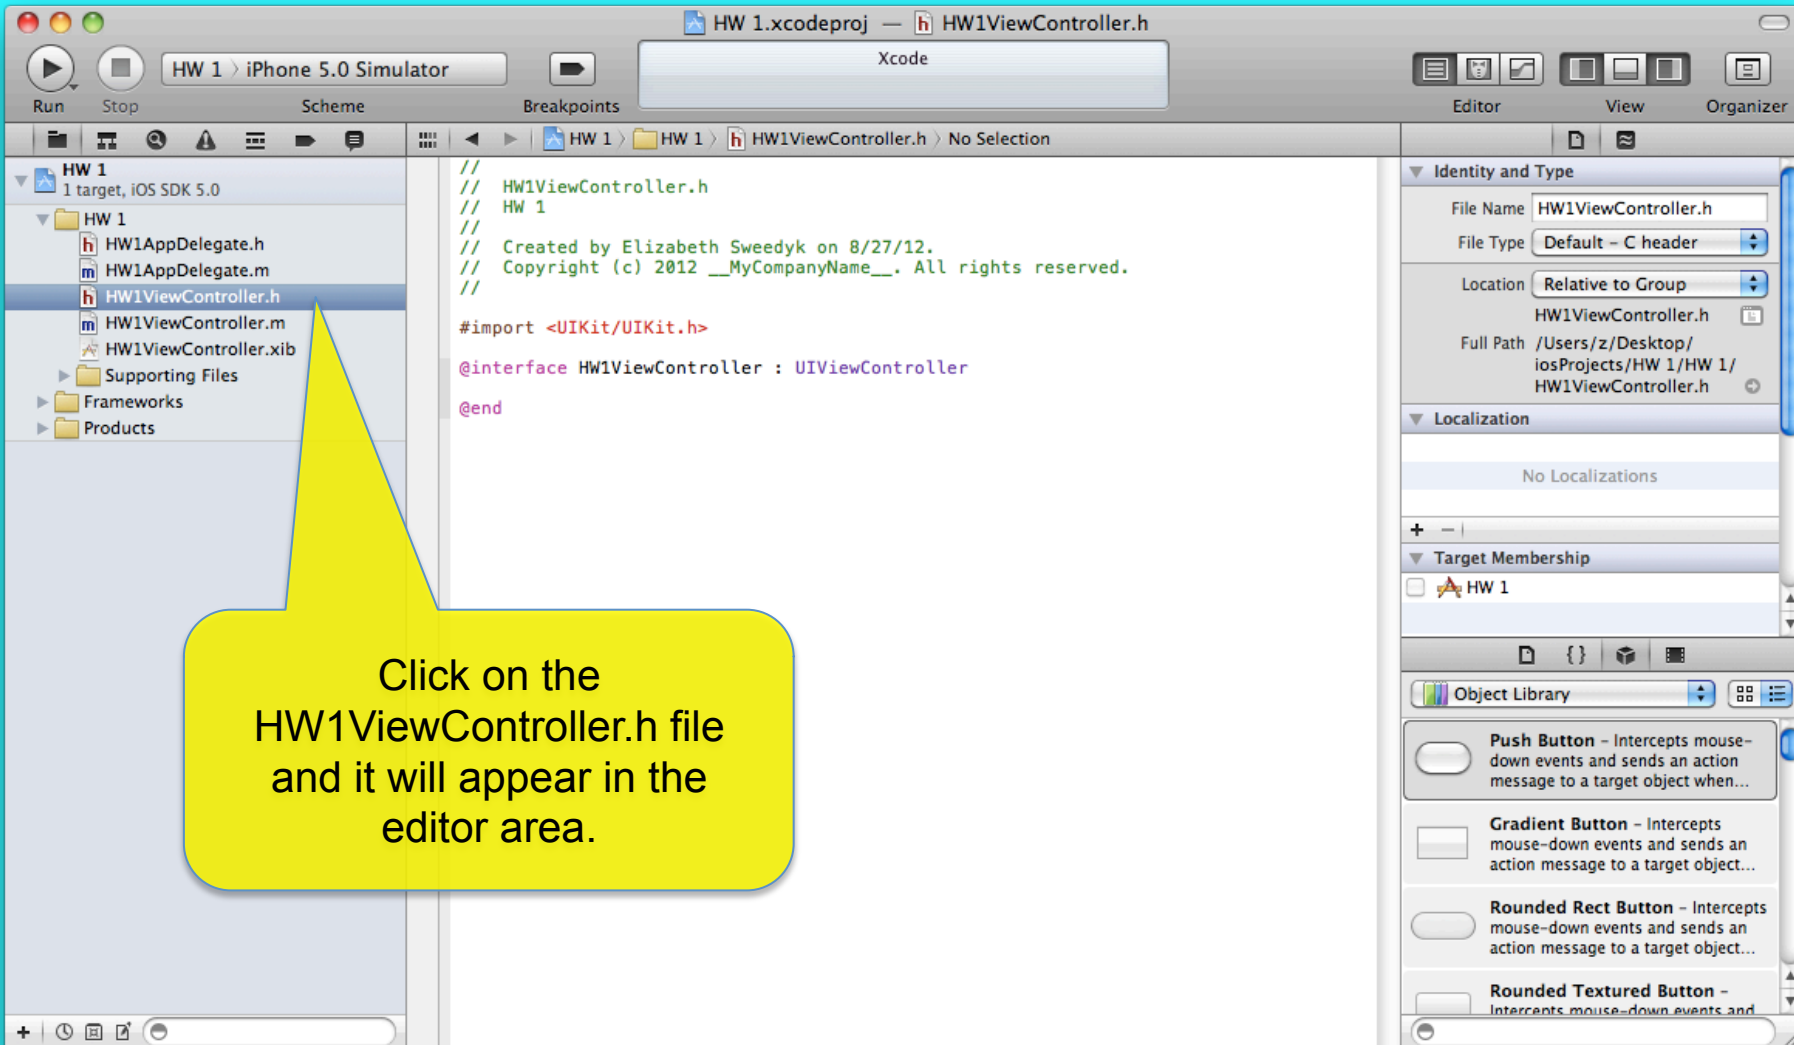 HW 1.xcodeproj — h HW1ViewController.h
HW 1 〉 iPhone 5.0 Simulator
Xcode
Run Stop Scheme Breakpoints Editor View Organizer
HW 1 〉 HW 1 〉 h HW1ViewController.h 〉 No Selection
HW 1
1 target, iOS SDK 5.0
HW 1
h HW1AppDelegate.h
m HW1AppDelegate.m
h HW1ViewController.h
m HW1ViewController.m
HW1ViewController.xib
Supporting Files
Frameworks
Products
//
//  HW1ViewController.h
//  HW 1
//
//  Created by Elizabeth Sweedyk on 8/27/12.
//  Copyright (c) 2012 __MyCompanyName__. All rights reserved.
//
#import <UIKit/UIKit.h>
@interface HW1ViewController : UIViewController
@end
Click on the
HW1ViewController.h file
and it will appear in the
editor area.
Identity and Type
File Name HW1ViewController.h
File Type Default – C header
Location Relative to Group
HW1ViewController.h
Full Path /Users/z/Desktop/
iosProjects/HW 1/HW 1/
HW1ViewController.h
Localization
No Localizations
+ –
Target Membership
HW 1
{}
Object Library
Push Button – Intercepts mouse-
down events and sends an action
message to a target object when...
Gradient Button – Intercepts
mouse-down events and sends an
action message to a target object...
Rounded Rect Button – Intercepts
mouse-down events and sends an
action message to a target object...
Rounded Textured Button –
Intercepts mouse-down events and
+